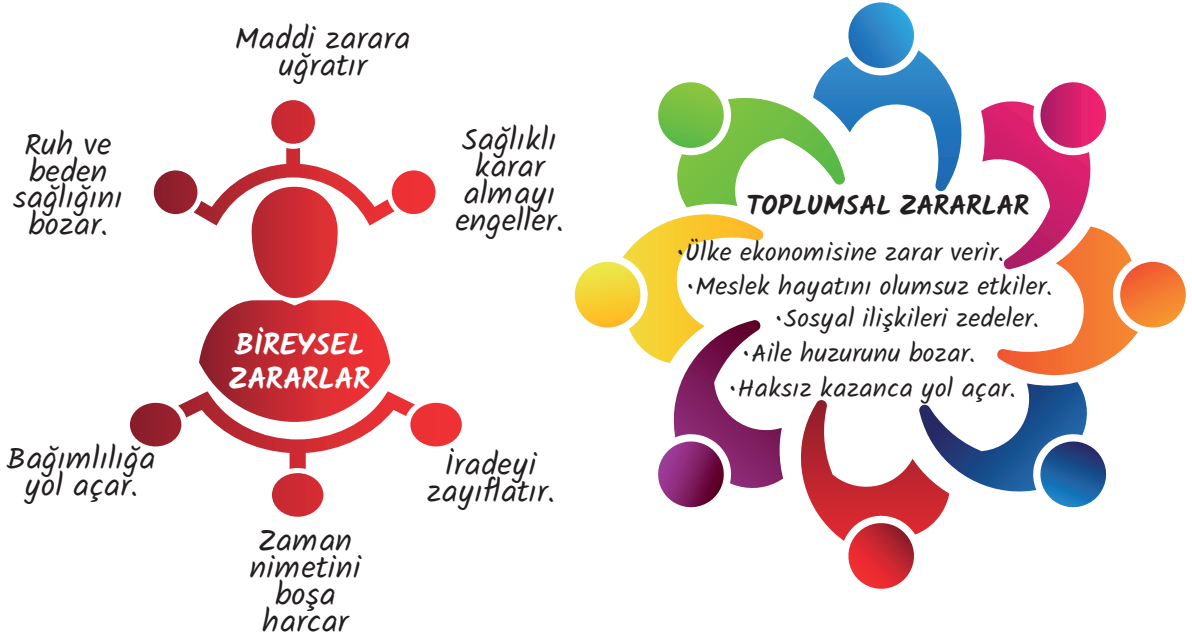 Maddi zarara
uğratır
Ruh ve
beden
sağlığını
bozar.
Sağlıklı
karar
almayı
engeller.
BİREYSEL
ZARARLAR
Bağımlılığa
yol açar.
İradeyi
zayıflatır.
Zaman
nimetini
boşa
harcar
TOPLUMSAL ZARARLAR
•Ülke ekonomisine zarar verir.
•Meslek hayatını olumsuz etkiler.
•Sosyal ilişkileri zedeler.
•Aile huzurunu bozar.
•Haksız kazanca yol açar.